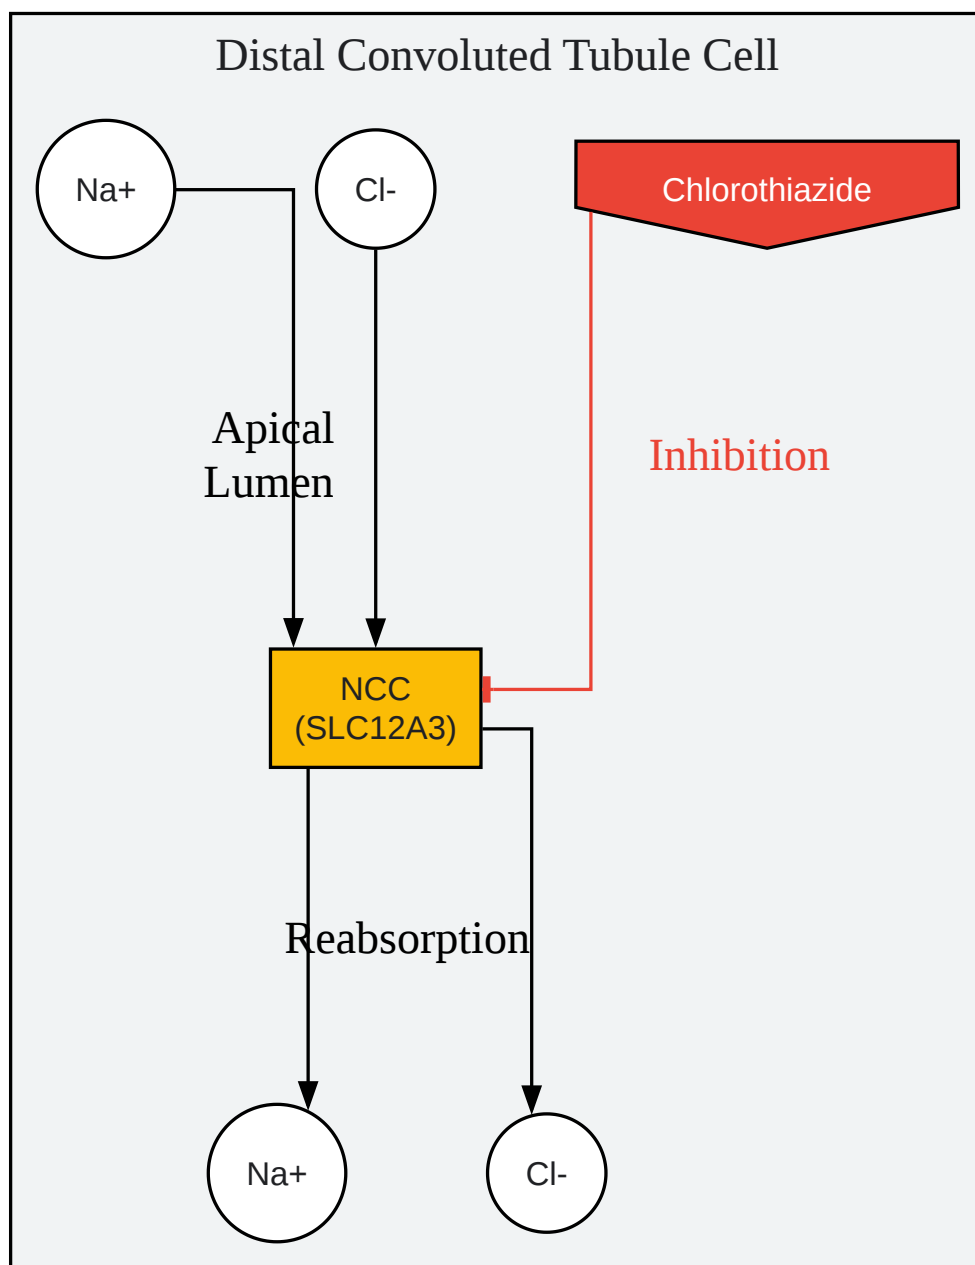 Distal Convoluted Tubule Cell
Na+
Cl-
Chlorothiazide
Apical
Lumen
Inhibition
NCC
(SLC12A3)
Reabsorption
Na+
Cl-